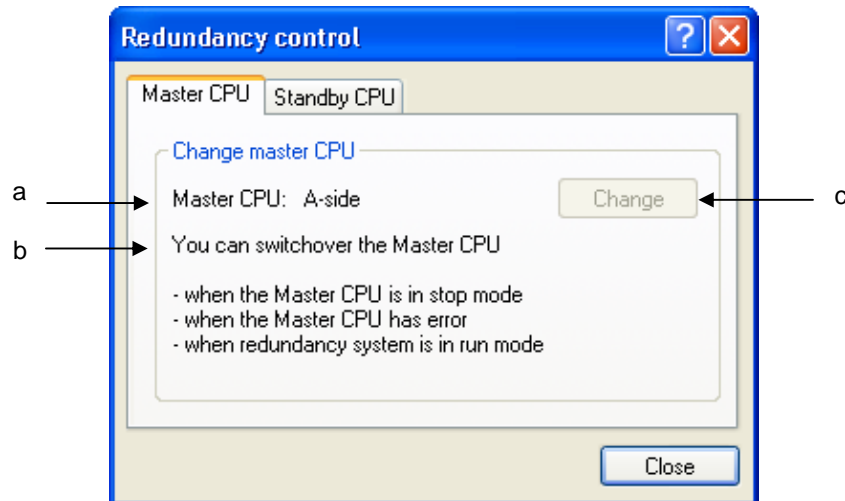 Redundancy control
Master CPU Standby CPU
Change master CPU
a Master CPU: A-side Change c
b You can switchover the Master CPU
- when the Master CPU is in stop mode
- when the Master CPU has error
- when redundancy system is in run mode
Close